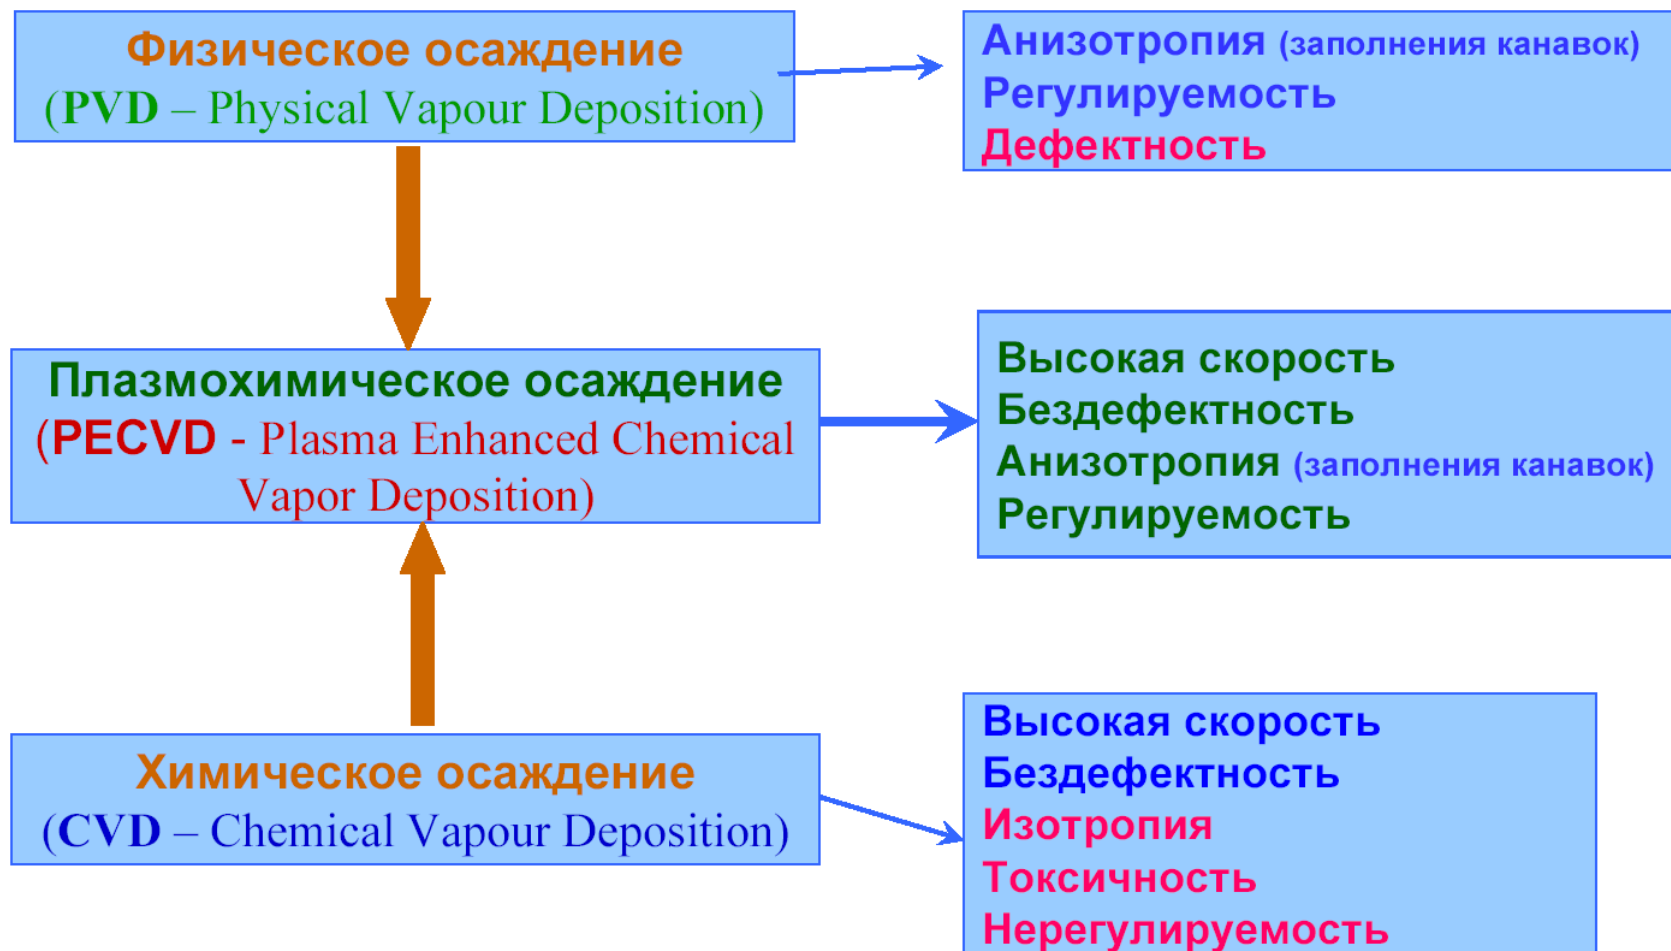 Физическое осаждение
(PVD – Physical Vapour Deposition)
Анизотропия (заполнения канавок)
Регулируемость
Дефектность
Плазмохимическое осаждение
(PECVD - Plasma Enhanced Chemical
Vapor Deposition)
Высокая скорость
Бездефектность
Анизотропия (заполнения канавок)
Регулируемость
Химическое осаждение
(CVD – Chemical Vapour Deposition)
Высокая скорость
Бездефектность
Изотропия
Токсичность
Нерегулируемость